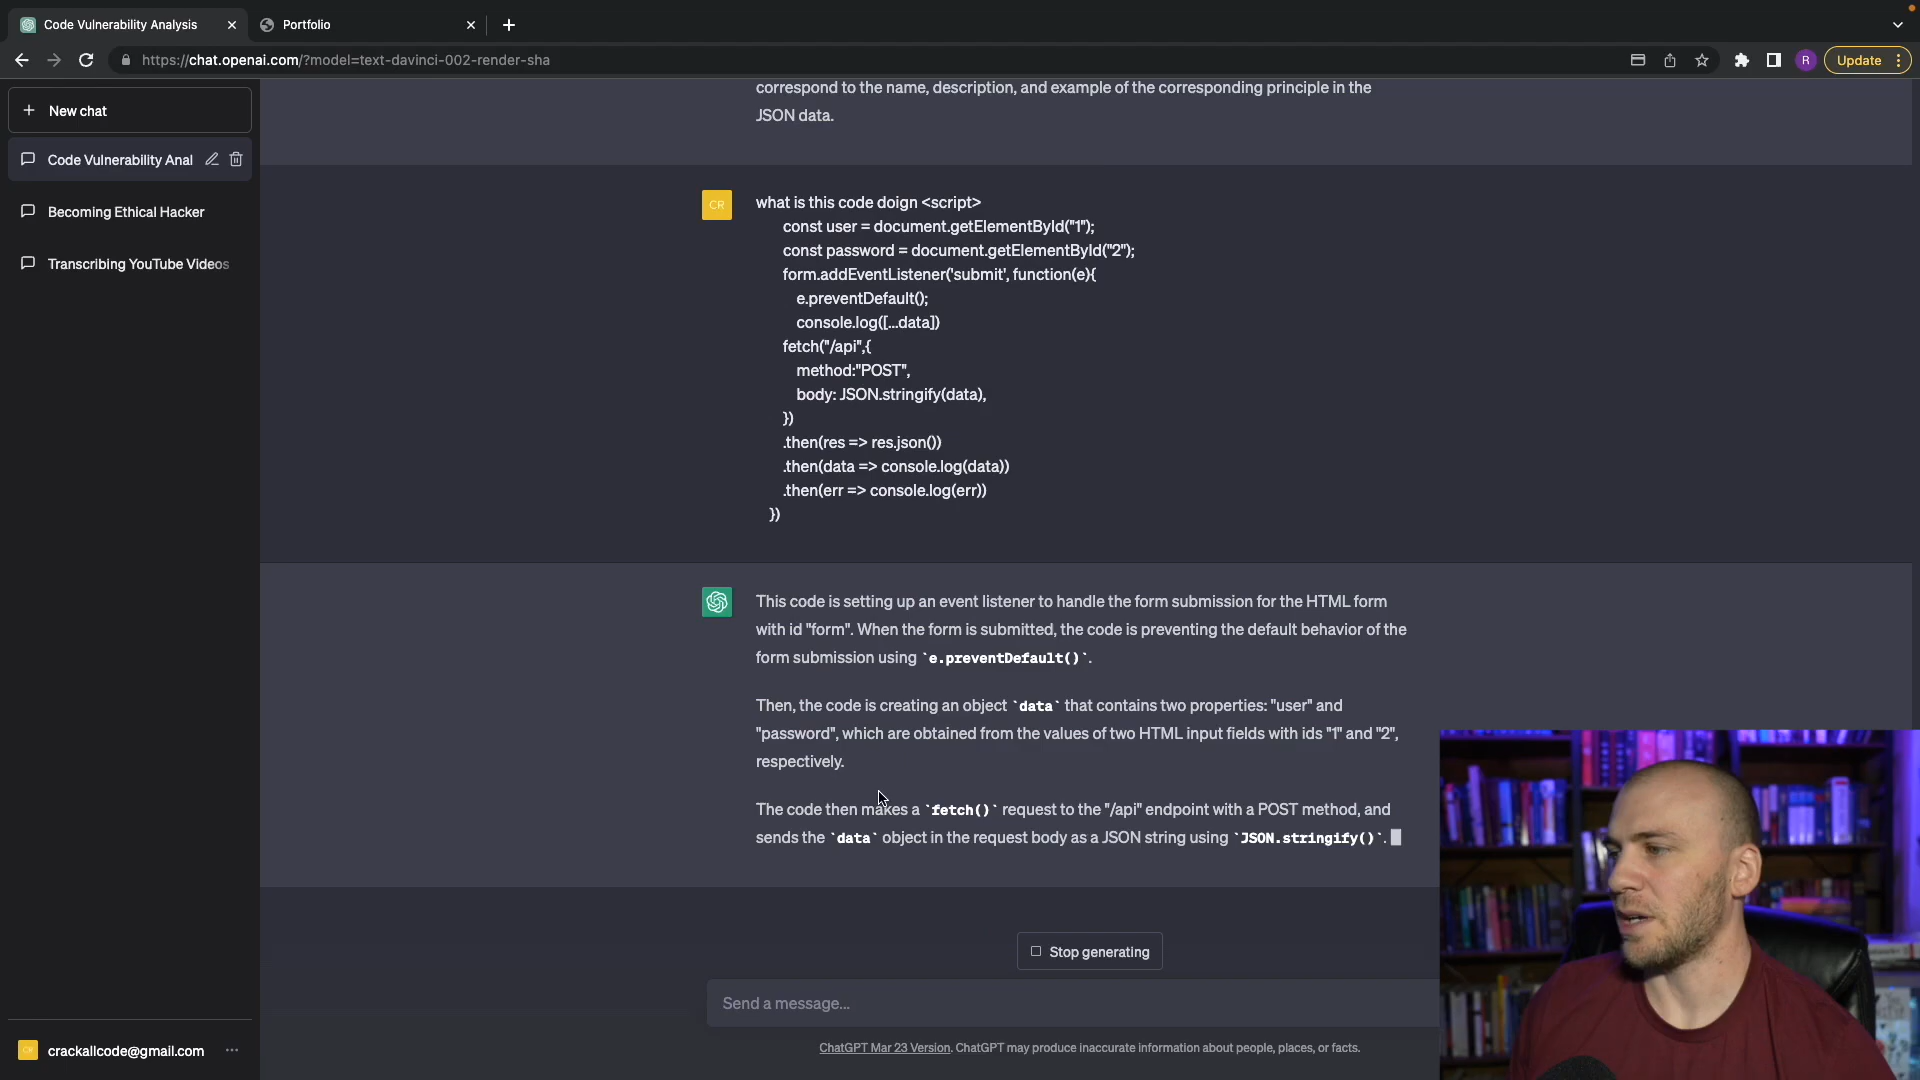 Code Vulnerability Analysis
Portfolio
https://chat.openai.com/?model=text-davinci-002-render-sha
R
Update
New chat
Code Vulnerability Anal
Becoming Ethical Hacker
Transcribing YouTube Videos
correspond to the name, description, and example of the corresponding principle in the
JSON data.
CR
what is this code doign <script>
const user = document.getElementById("1");
const password = document.getElementById("2");
form.addEventListener('submit', function(e){
e.preventDefault();
console.log([...data])
fetch("/api",{
method:"POST",
body: JSON.stringify(data),
})
.then(res => res.json())
.then(data => console.log(data))
.then(err => console.log(err))
})
This code is setting up an event listener to handle the form submission for the HTML form
with id "form". When the form is submitted, the code is preventing the default behavior of the
form submission using `e.preventDefault()`.
Then, the code is creating an object `data` that contains two properties: "user" and
"password", which are obtained from the values of two HTML input fields with ids "1" and "2",
respectively.
The code then makes a `fetch()` request to the "/api" endpoint with a POST method, and
sends the `data` object in the request body as a JSON string using `JSON.stringify()`.
Stop generating
Send a message...
ChatGPT Mar 23 Version. ChatGPT may produce inaccurate information about people, places, or facts.
CR
crackallcode@gmail.com